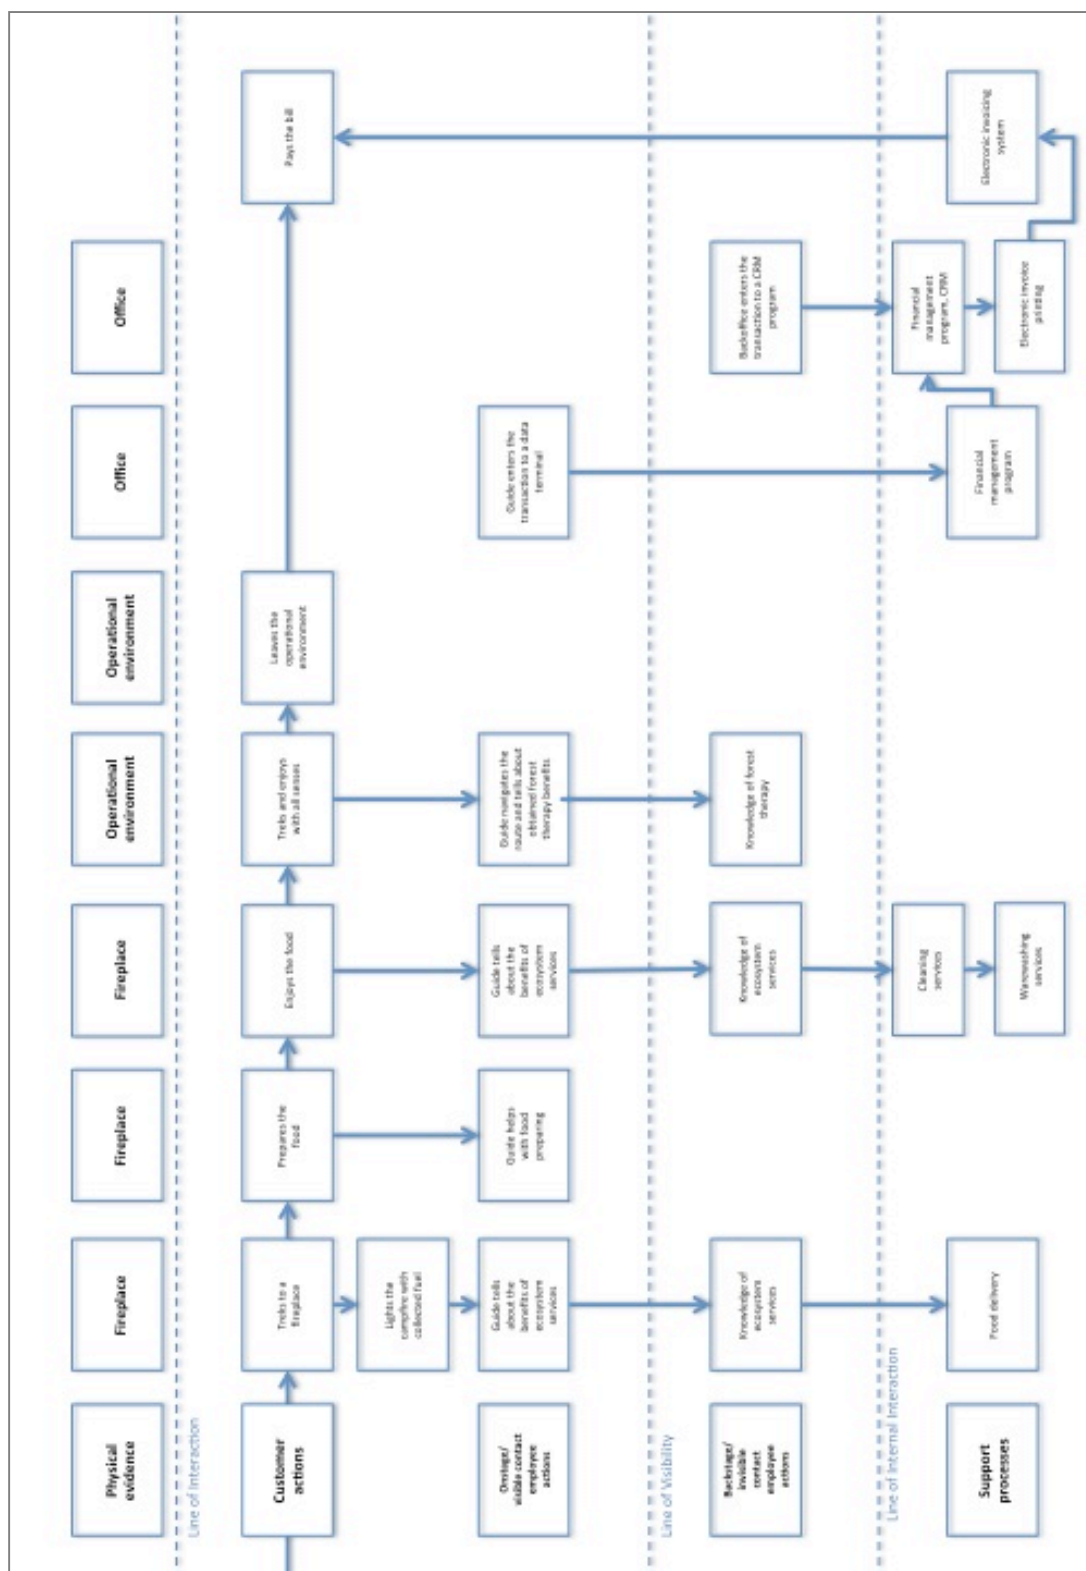 Physical
evidence
Fireplace
Fireplace
Fireplace
Operational
environment
Operational
environment
Office
Office
Line of Interaction
Customer
actions
Treks to a
fireplace
Prepares the
food
Enjoys the food
Treks and enjoys
with all senses
Leaves the
operational
environment
Pays the bill
Lights the
campfire with
collected fuel
Onstage/
visible contact
employee
actions
Guide tells
about the
benefits of
ecosystem
services
Guide helps
with food
preparing
Guide tells
about the
benefits of
ecosystem
services
Guide navigates the
route and tells about
obtained forest
therapy benefits
Guide enters the
transaction to a data
terminal
Line of Visibility
Backstage/
invisible
contact
employee
actions
Knowledge of
ecosystem
services
Knowledge of
ecosystem
services
Knowledge of forest
therapy
Backoffice enters the
transaction to a CRM
program
Line of Internal Interaction
Support
processes
Food delivery
Cleaning
services
Warewashing
services
Financial
management
program
Financial
management
program, CRM
Electronic invoice
printing
Electronic invoicing
system